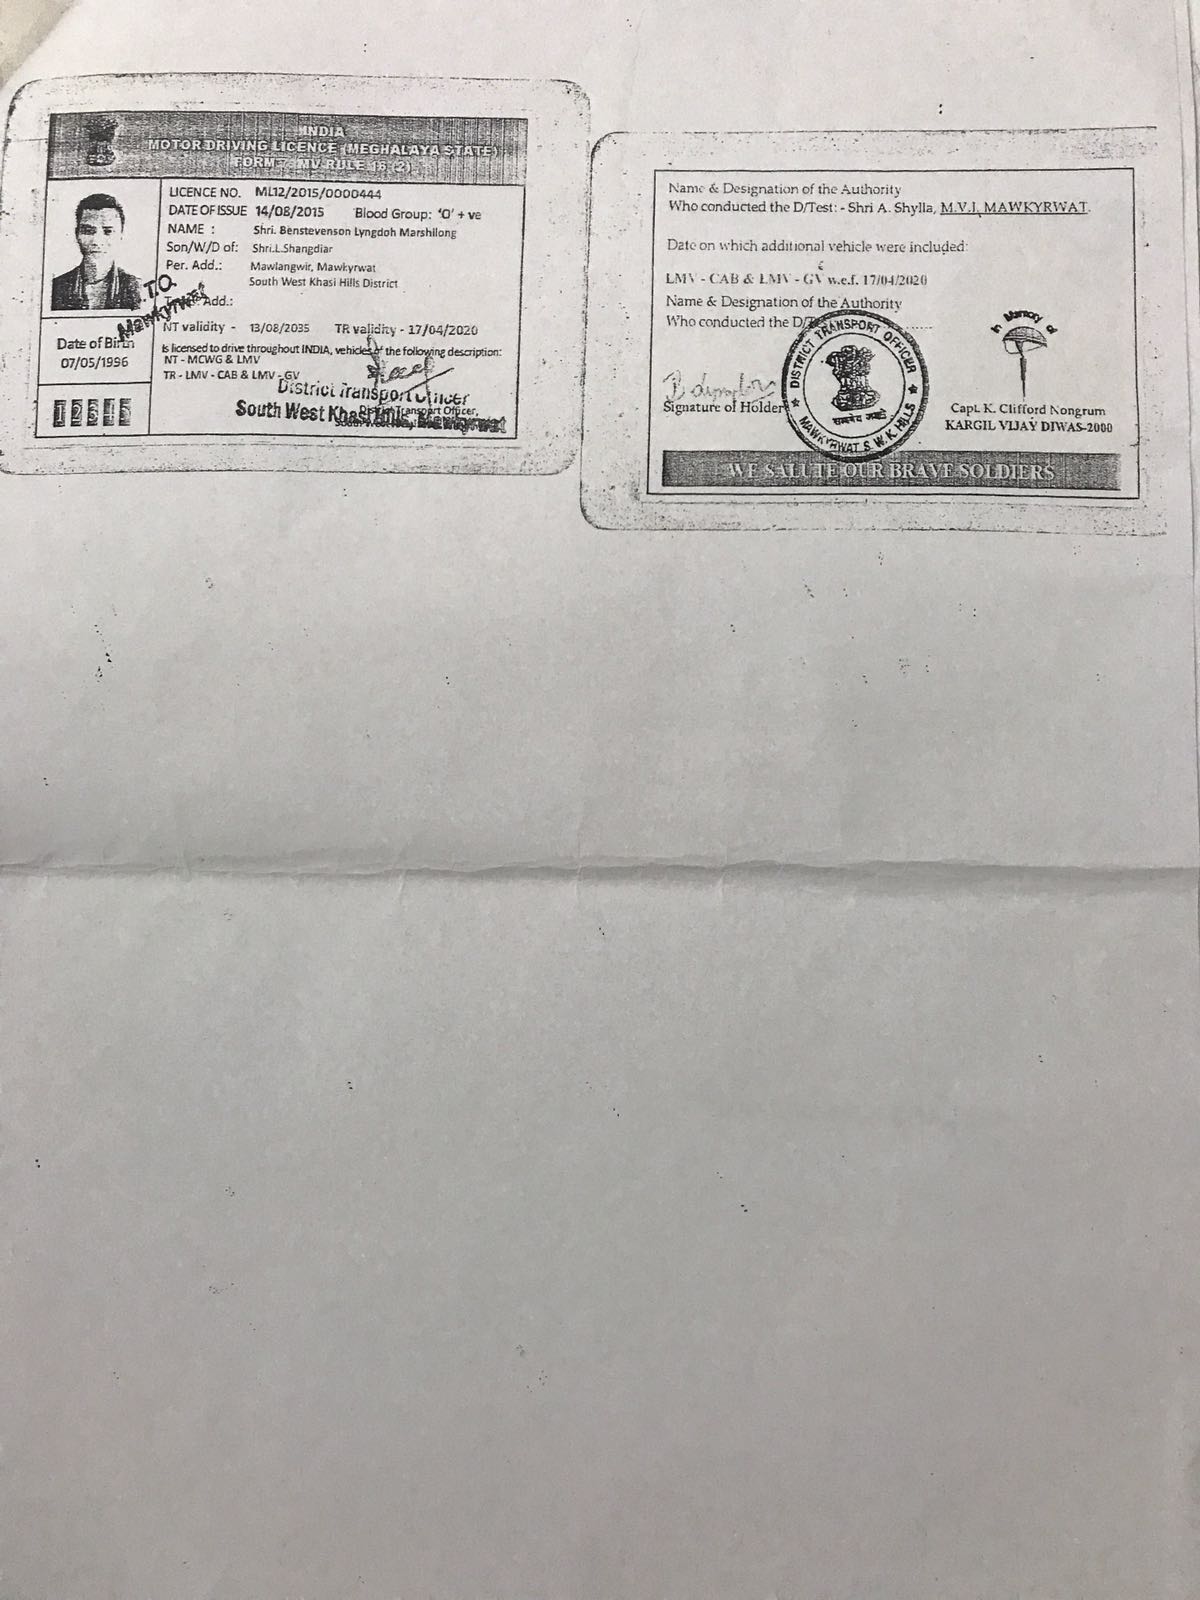 INDIA
MOTOR DRIVING LICENCE (MEGHALAYA STATE)
FORM 7 MV RULE 16 (2)
LICENCE NO. ML12/2015/0000444
DATE OF ISSUE 14/08/2015 Blood Group: 'O' + ve
NAME : Shri. Benstevenson Lyngdoh Marshilong
Son/W/D of: Shri.L.Shangdiar
Per. Add.: Mawlangwir, Mawkyrwat
South West Khasi Hills District
Add.:
.T.O.
Mawkyrwat
NT validity - 13/08/2035 TR validity - 17/04/2020
Date of Birth
07/05/1996
is licensed to drive throughout INDIA, vehicles of the following description:
NT - MCWG & LMV
TR - LMV - CAB & LMV - GV
District Transport Officer
South West Khasi Hills, Mawkyrwat
District Transport Officer,
12345
Name & Designation of the Authority
Who conducted the D/Test: - Shri A. Shylla, M.V.I, MAWKYRWAT.
Date on which additional vehicle were included:
LMV - CAB & LMV - GV w.e.f. 17/04/2020
Name & Designation of the Authority
Who conducted the D/T
Signature of Holder
DISTRICT TRANSPORT OFFICER
सत्यमेव जयते
MAWKYRWAT S. W. K. HILLS
In Memory of
Capt. K. Clifford Nongrum
KARGIL VIJAY DIWAS-2000
WE SALUTE OUR BRAVE SOLDIERS